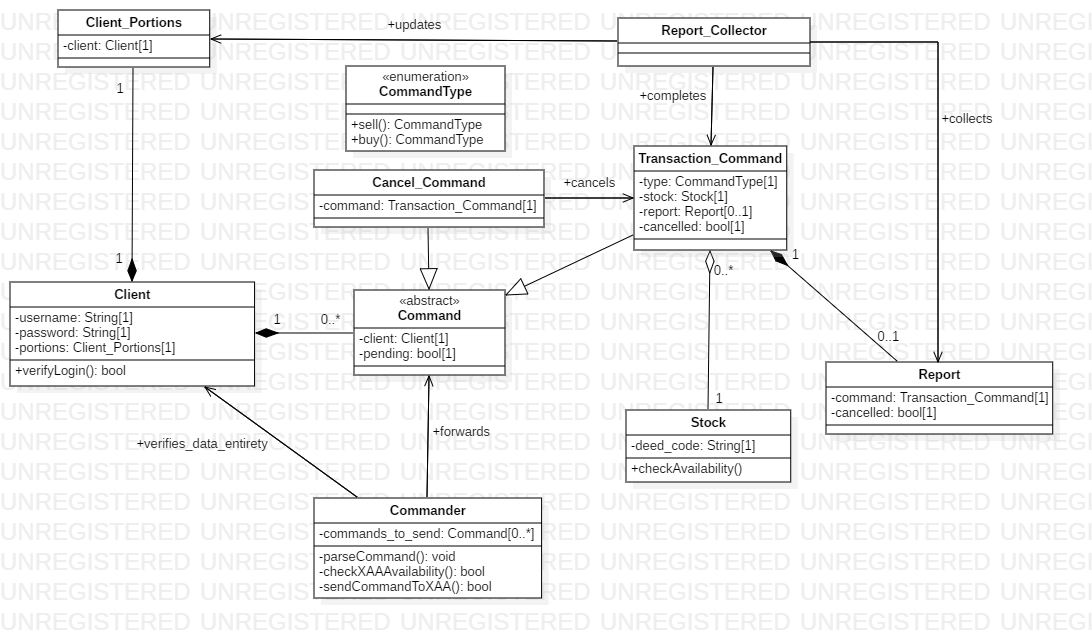 Client_Portions
-client: Client[1]
+updates
Report_Collector
«enumeration»
CommandType
+sell(): CommandType
+buy(): CommandType
1
+completes
+collects
Transaction_Command
-type: CommandType[1]
-stock: Stock[1]
-report: Report[0..1]
-cancelled: bool[1]
Cancel_Command
-command: Transaction_Command[1]
+cancels
1
1
0..*
Client
-username: String[1]
-password: String[1]
-portions: Client_Portions[1]
+verifyLogin(): bool
1
0..*
«abstract»
Command
-client: Client[1]
-pending: bool[1]
0..1
Report
-command: Transaction_Command[1]
-cancelled: bool[1]
1
Stock
-deed_code: String[1]
+checkAvailability()
+verifies_data_entirety
+forwards
Commander
-commands_to_send: Command[0..*]
-parseCommand(): void
-checkXAAAvailability(): bool
-sendCommandToXAA(): bool
UNREGISTERED